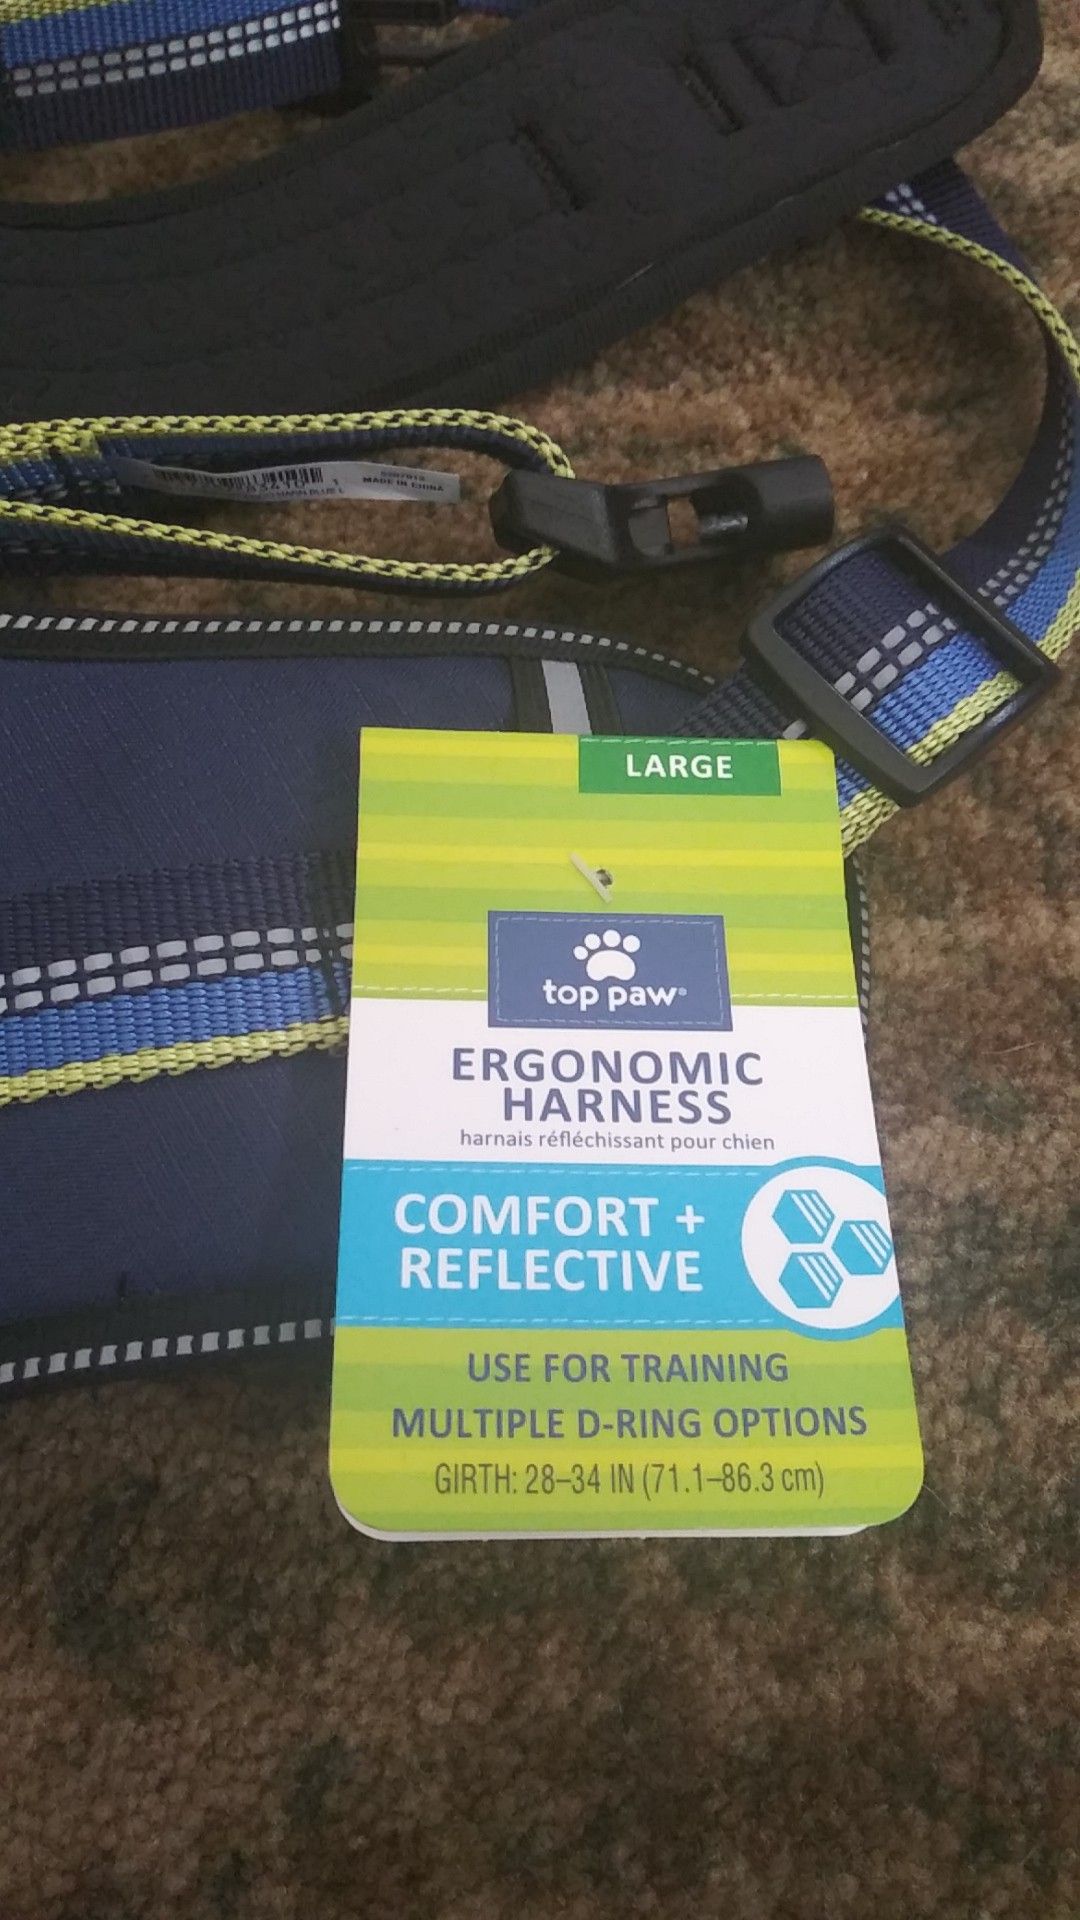 MADE IN CHINA
LARGE
top paw®
ERGONOMIC
HARNESS
harnais réfléchissant pour chien
COMFORT +
REFLECTIVE
USE FOR TRAINING
MULTIPLE D-RING OPTIONS
GIRTH: 28–34 IN (71.1–86.3 cm)